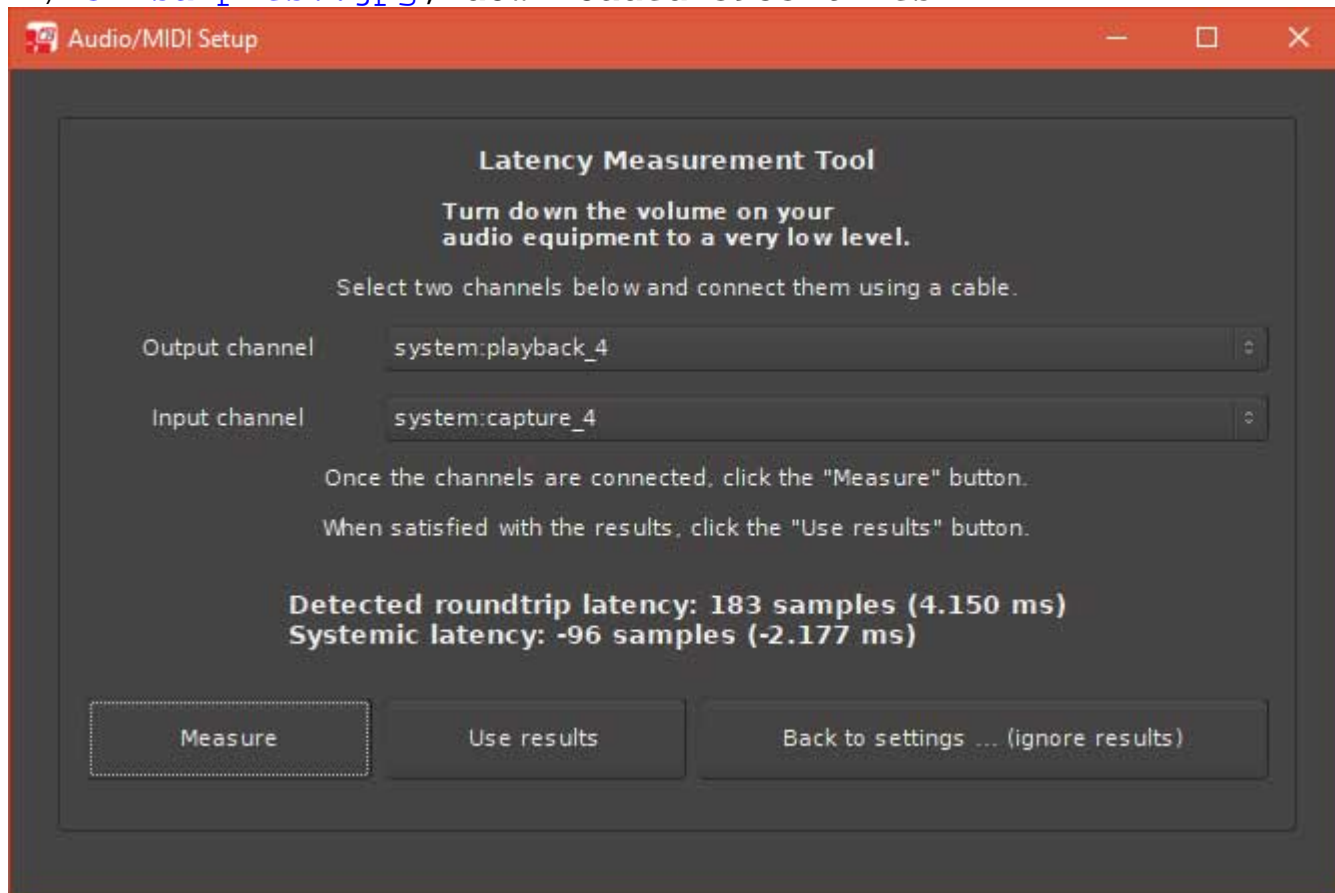 Audio/MIDI Setup
Latency Measurement Tool
Turn down the volume on your
audio equipment to a very low level.
Select two channels below and connect them using a cable.
Output channel system:playback_4
Input channel system:capture_4
Once the channels are connected, click the "Measure" button.
When satisfied with the results, click the "Use results" button.
Detected roundtrip latency: 183 samples (4.150 ms)
Systemic latency: -96 samples (-2.177 ms)
Measure Use results Back to settings ... (ignore results)